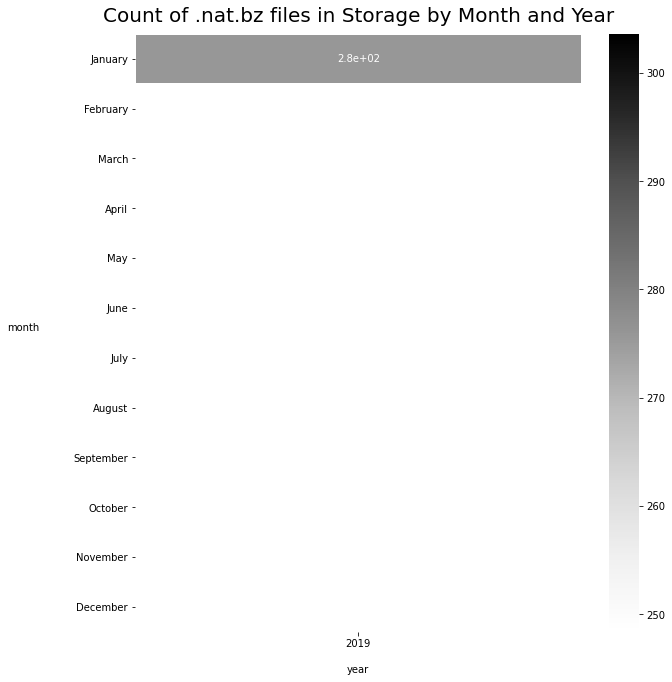 Count of .nat.bz files in Storage by Month and Year
January
2.8e+02
February
March
April
May
June
month
July
August
September
October
November
December
2019
year
300
290
280
270
260
250